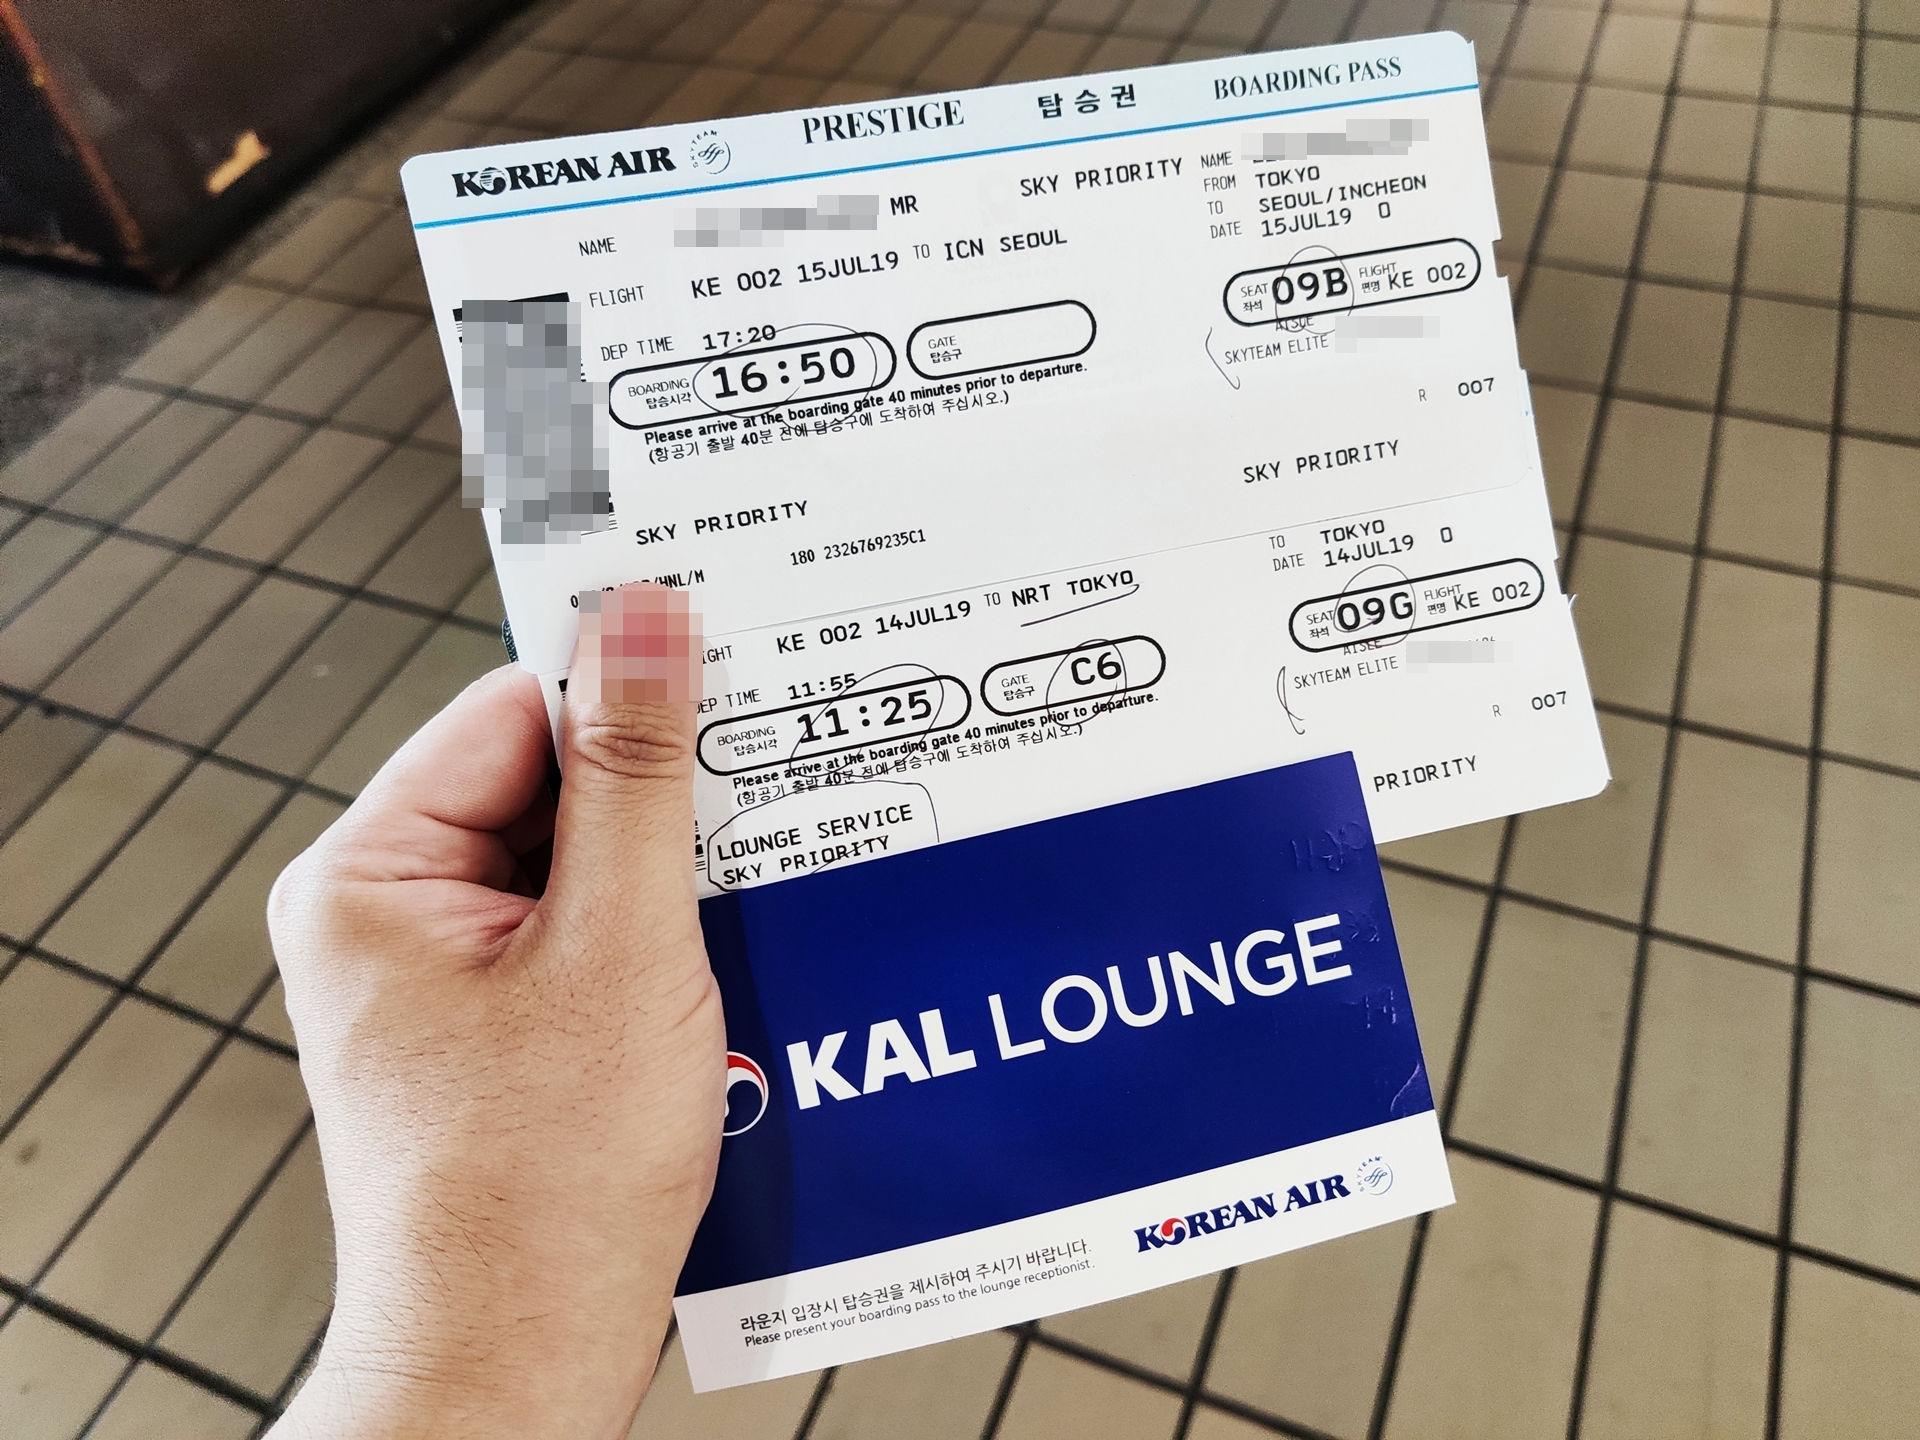 KOREAN AIR SKYTEAM PRESTIGE 탑승권 BOARDING PASS
NAME MR SKY PRIORITY
FLIGHT KE 002 15JUL19 TO ICN SEOUL
DEP TIME 17:20
BOARDING 탑승시각 16:50 GATE 탑승구
Please arrive at the boarding gate 40 minutes prior to departure.
(항공기 출발 40분 전에 탑승구에 도착하여 주십시오.)
SKY PRIORITY
180 2326769235C1
/HNL/M
NAME
FROM TOKYO
TO SEOUL/INCHEON
DATE 15JUL19 O
SEAT 좌석 09B FLIGHT 편명 KE 002
AISLE
SKYTEAM ELITE
R 007
SKY PRIORITY
IGHT KE 002 14JUL19 TO NRT TOKYO
DEP TIME 11:55
BOARDING 탑승시각 11:25 GATE 탑승구 C6
Please arrive at the boarding gate 40 minutes prior to departure.
(항공기 출발 40분 전에 탑승구에 도착하여 주십시오.)
LOUNGE SERVICE
SKY PRIORITY
TO TOKYO
DATE 14JUL19 O
SEAT 좌석 09G FLIGHT 편명 KE 002
AISLE
SKYTEAM ELITE
R 007
PRIORITY
KAL LOUNGE
KOREAN AIR SKYTEAM
라운지 입장시 탑승권을 제시하여 주시기 바랍니다.
Please present your boarding pass to the lounge receptionist.